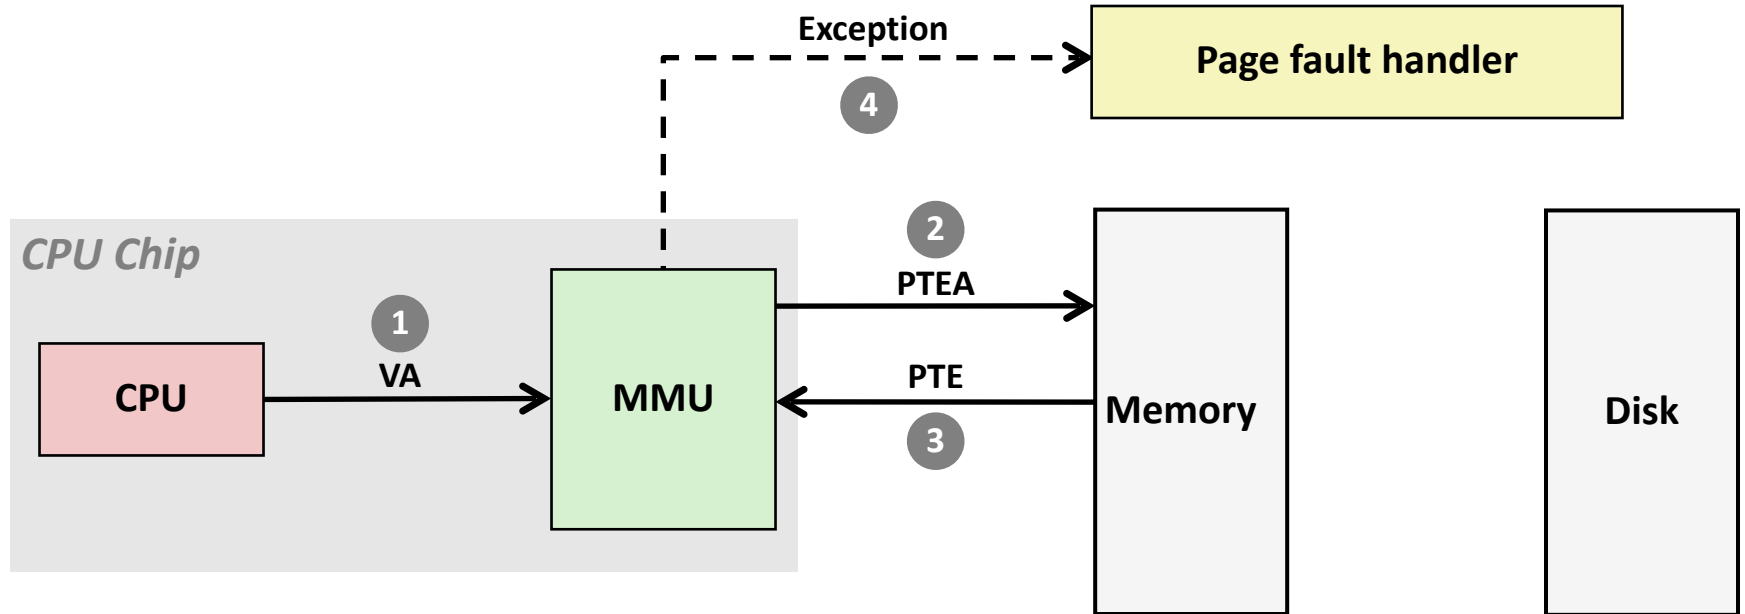 Exception
Page fault handler
4
CPU Chip
2
PTEA
1
VA
CPU
MMU
PTE
3
Memory
Disk